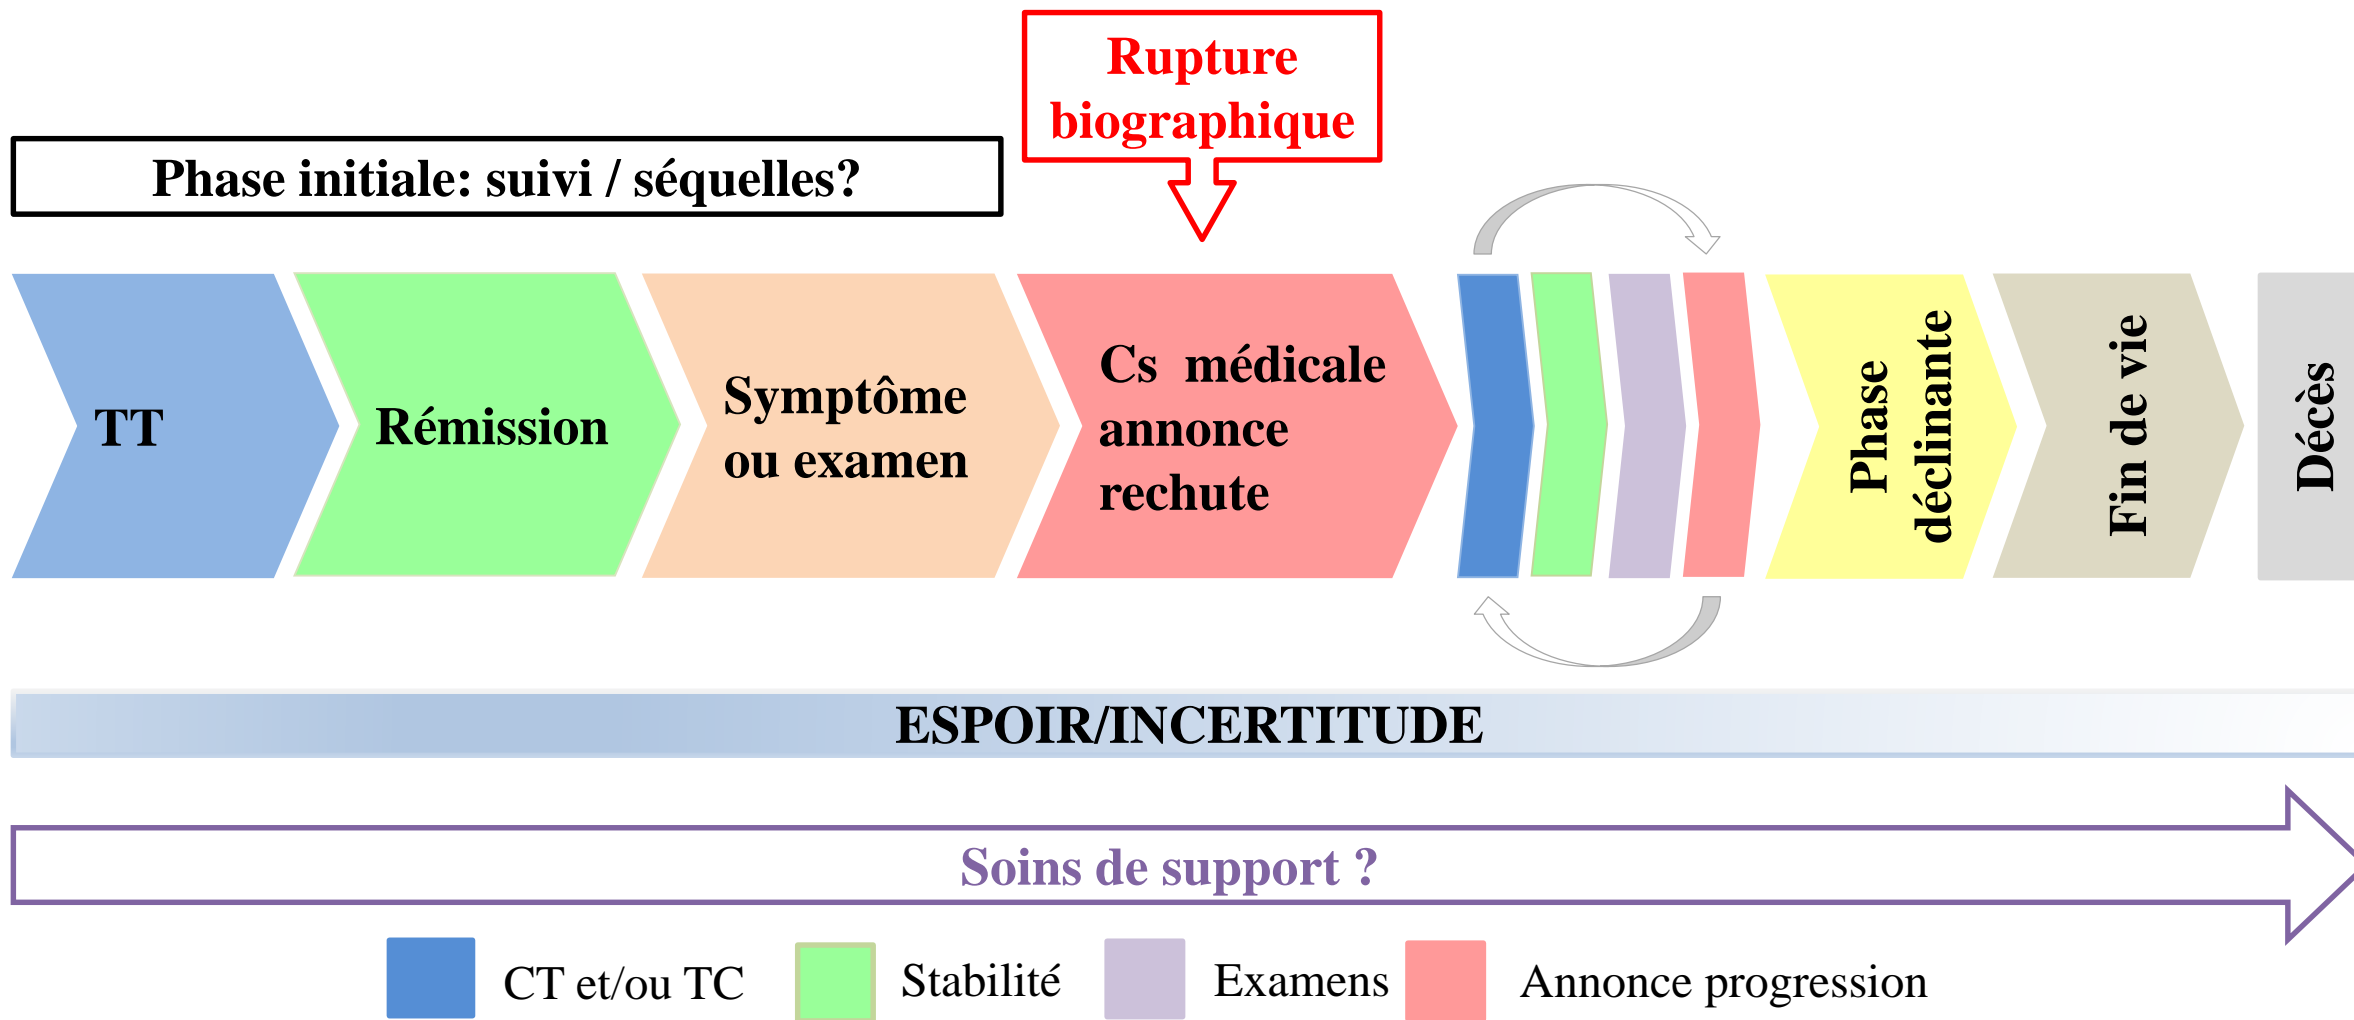 Rupture
biographique
Phase initiale: suivi / séquelles?
TT
Rémission
Symptôme
ou examen
Cs médicale
annonce
rechute
Phase
déclinante
Fin de vie
Décès
ESPOIR/INCERTITUDE
Soins de support ?
CT et/ou TC
Stabilité
Examens
Annonce progression